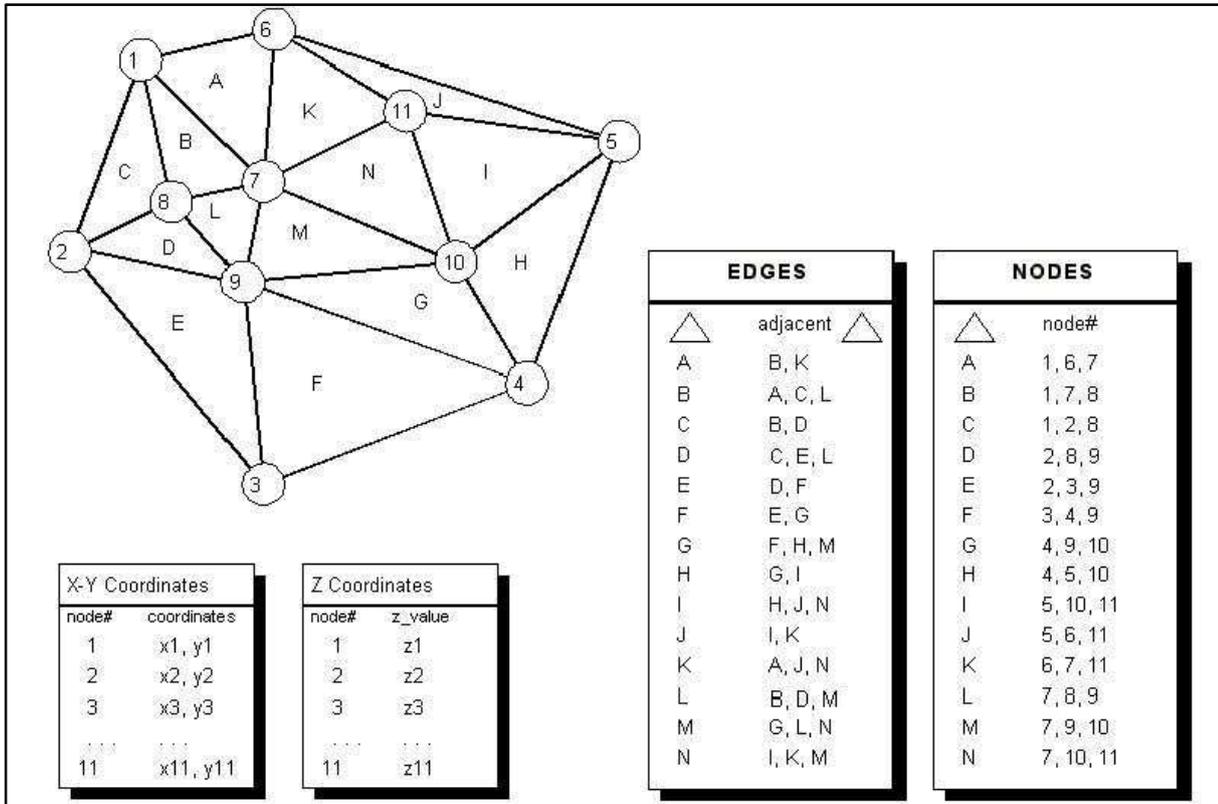 6
1
A
K
11
J
5
B
C
7
N
I
8
L
2
D
M
10
H
9
G
E
F
4
3
EDGES
adjacent
A B, K
B A, C, L
C B, D
D C, E, L
E D, F
F E, G
G F, H, M
H G, I
I H, J, N
J I, K
K A, J, N
L B, D, M
M G, L, N
N I, K, M
NODES
node#
A 1, 6, 7
B 1, 7, 8
C 1, 2, 8
D 2, 8, 9
E 2, 3, 9
F 3, 4, 9
G 4, 9, 10
H 4, 5, 10
I 5, 10, 11
J 5, 6, 11
K 6, 7, 11
L 7, 8, 9
M 7, 9, 10
N 7, 10, 11
X-Y Coordinates
node# coordinates
1 x1, y1
2 x2, y2
3 x3, y3
. . . . . .
11 x11, y11
Z Coordinates
node# z_value
1 z1
2 z2
3 z3
. . . . . .
11 z11